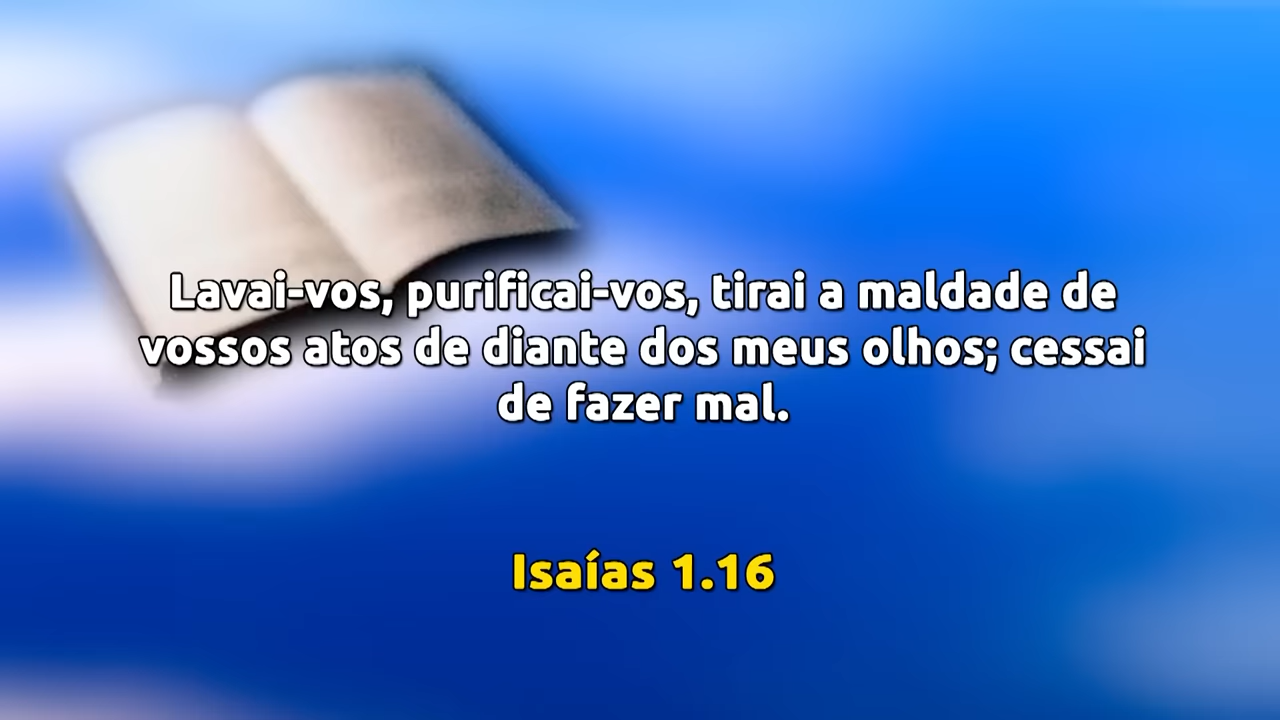 Lavai-vos, purificai-vos, tirai a maldade de
vossos atos de diante dos meus olhos; cessai
de fazer mal.
Isaías 1.16